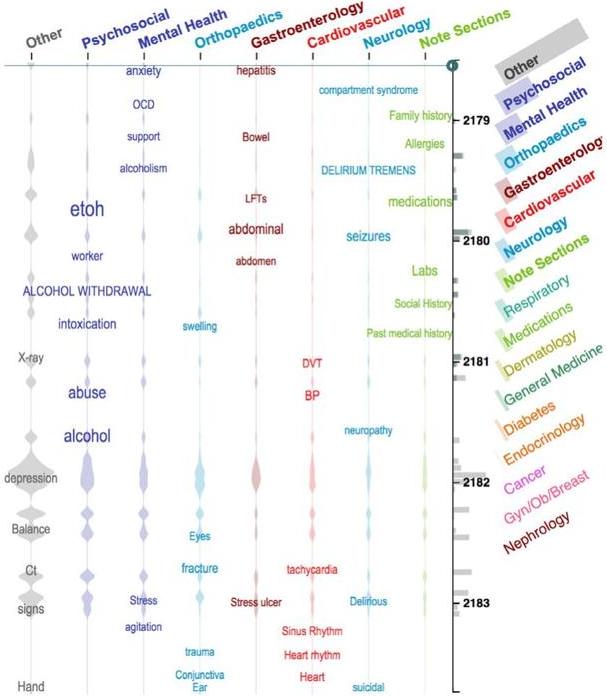 Other
Psychosocial
Mental Health
Orthopaedics
Gastroenterology
Cardiovascular
Neurology
Note Sections
anxiety
hepatitis
compartment syndrome
OCD
Family history
2179
support
Bowel
Allergies
alcoholism
DELIRIUM TREMENS
LFTs
medications
etoh
abdominal
seizures
2180
worker
abdomen
Labs
ALCOHOL WITHDRAWAL
Social History
intoxication
swelling
Past medical history
X-ray
DVT
2181
abuse
BP
alcohol
neuropathy
depression
2182
Balance
Eyes
Ct
fracture
tachycardia
signs
Stress
Stress ulcer
Delirious
2183
agitation
Sinus Rhythm
trauma
Heart rhythm
Conjunctiva
Heart
Hand
Ear
suicidal
Other
Psychosocial
Mental Health
Orthopaedics
Gastroenterolog
Cardiovascular
Neurology
Note Sections
Respiratory
Medications
Dermatology
General Medicine
Diabetes
Endocrinology
Cancer
Gyn/Ob/Breast
Nephrology